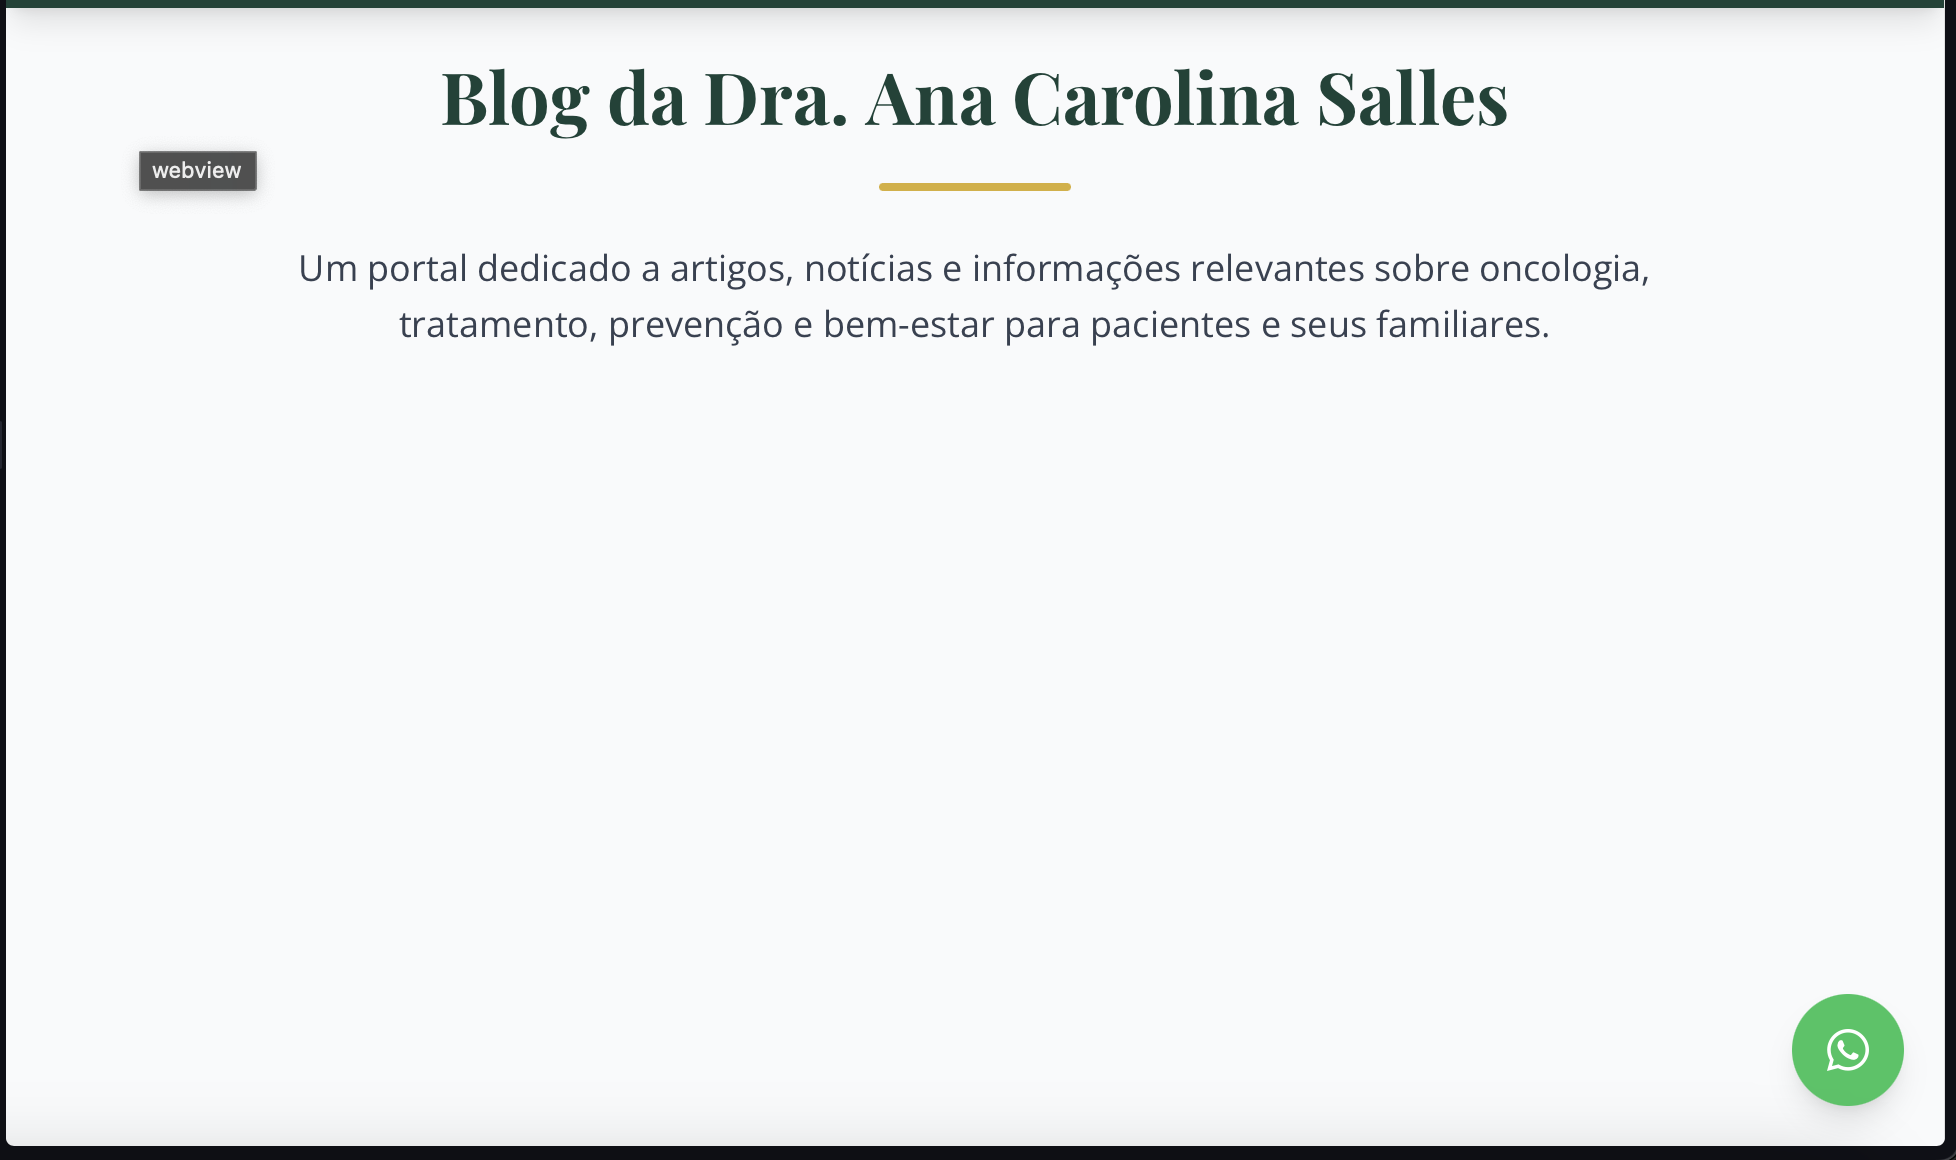 Blog da Dra. Ana Carolina Salles
webview
Um portal dedicado a artigos, notícias e informações relevantes sobre oncologia,
tratamento, prevenção e bem-estar para pacientes e seus familiares.